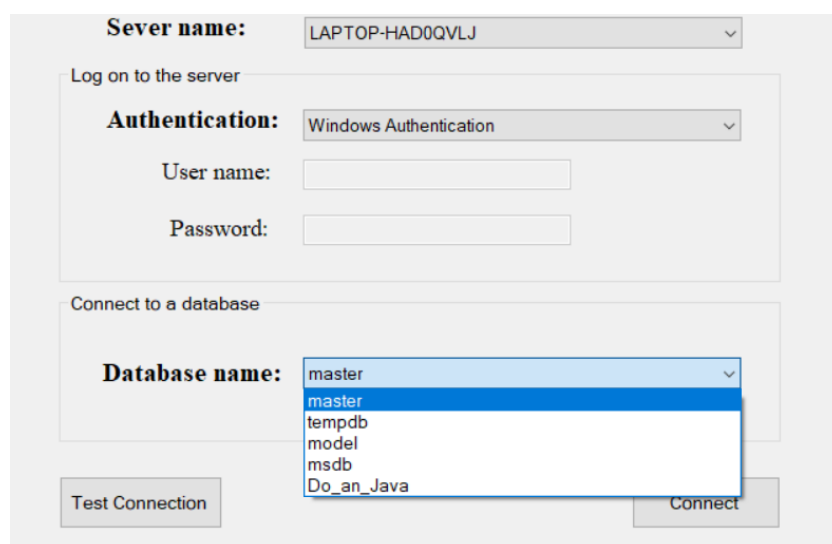 Sever name: LAPTOP-HAD0QVLJ
Log on to the server
Authentication: Windows Authentication
User name:
Password:
Connect to a database
Database name: master
master
tempdb
model
msdb
Do_an_Java
Test Connection Connect